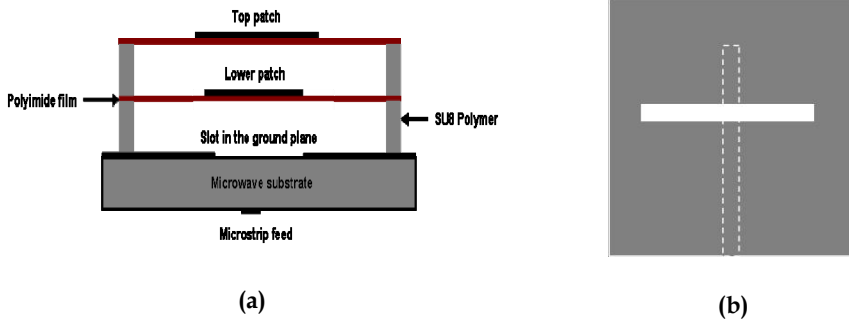 Top patch
Lower patch
Polyimide film
SU8 Polymer
Slot in the ground plane
Microwave substrate
Microstrip feed
(a)
(b)